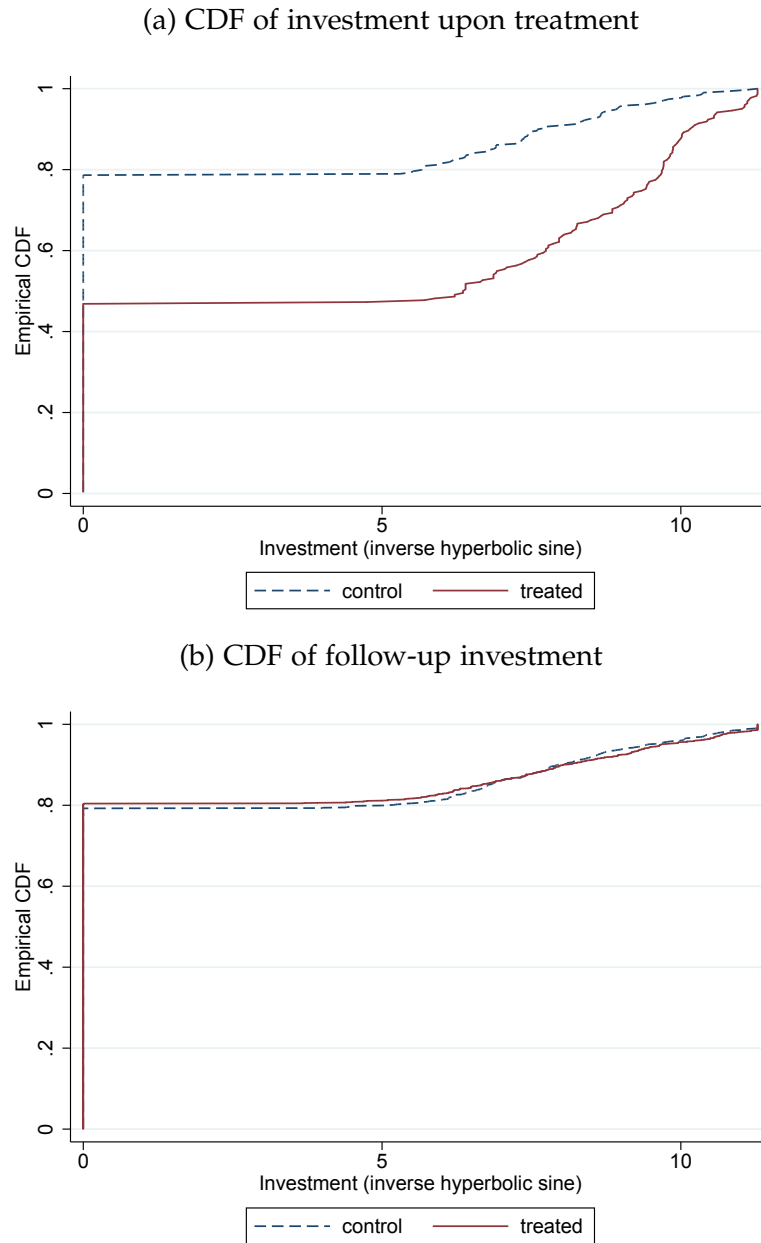 (a) CDF of investment upon treatment
Empirical CDF
1
.8
.6
.4
.2
0
0 5 10
Investment (inverse hyperbolic sine)
control treated
(b) CDF of follow-up investment
Empirical CDF
1
.8
.6
.4
.2
0
0 5 10
Investment (inverse hyperbolic sine)
control treated